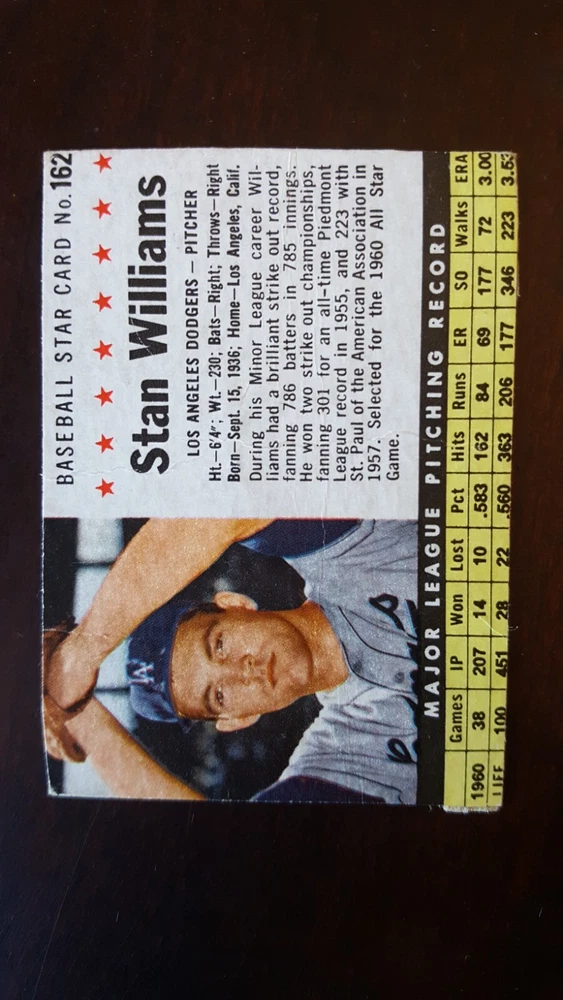 BASEBALL STAR CARD No. 162
Stan Williams
LOS ANGELES DODGERS — PITCHER
Ht.—6'4"; Wt.—230; Bats—Right; Throws—Right
Born—Sept. 15, 1936; Home—Los Angeles, Calif.
During his Minor League career Wil-
liams had a brilliant strike out record,
fanning 786 batters in 785 innings.
He won two strike out championships,
fanning 301 for an all-time Piedmont
League record in 1955, and 223 with
St. Paul of the American Association in
1957. Selected for the 1960 All Star
Game.
LA
MAJOR LEAGUE PITCHING RECORD
Games IP Won Lost Pct Hits Runs ER SO Walks ERA
1960 38 207 14 10 .583 162 84 69 177 72 3.00
LIFE 100 451 28 22 .560 363 206 177 346 223 3.53